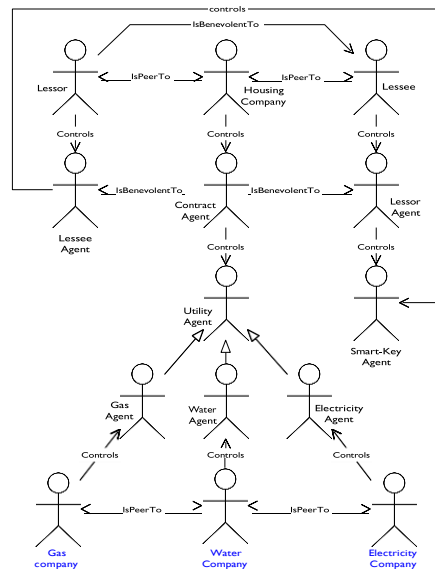 controls
IsBenevolentTo
Lessor
IsPeerTo
Housing
Company
IsPeerTo
Lessee
Controls
Controls
Controls
IsBenevolentTo
Contract
Agent
IsBenevolentTo
Lessor
Agent
Lessee
Agent
Controls
Controls
Utility
Agent
Smart-Key
Agent
Gas
Agent
Water
Agent
Electricity
Agent
Controls
Controls
Controls
IsPeerTo
IsPeerTo
Gas
company
Water
Company
Electricity
Company